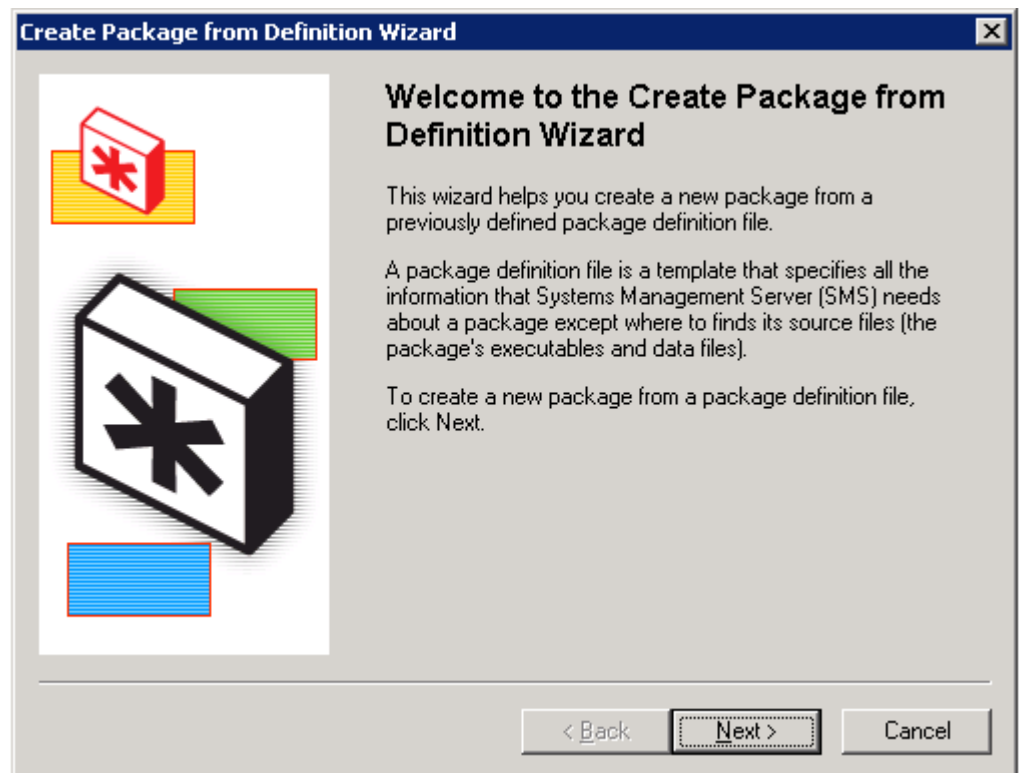 Create Package from Definition Wizard
Welcome to the Create Package from
Definition Wizard
This wizard helps you create a new package from a
previously defined package definition file.
A package definition file is a template that specifies all the
information that Systems Management Server (SMS) needs
about a package except where to finds its source files (the
package's executables and data files).
To create a new package from a package definition file,
click Next.
< Back
Next >
Cancel